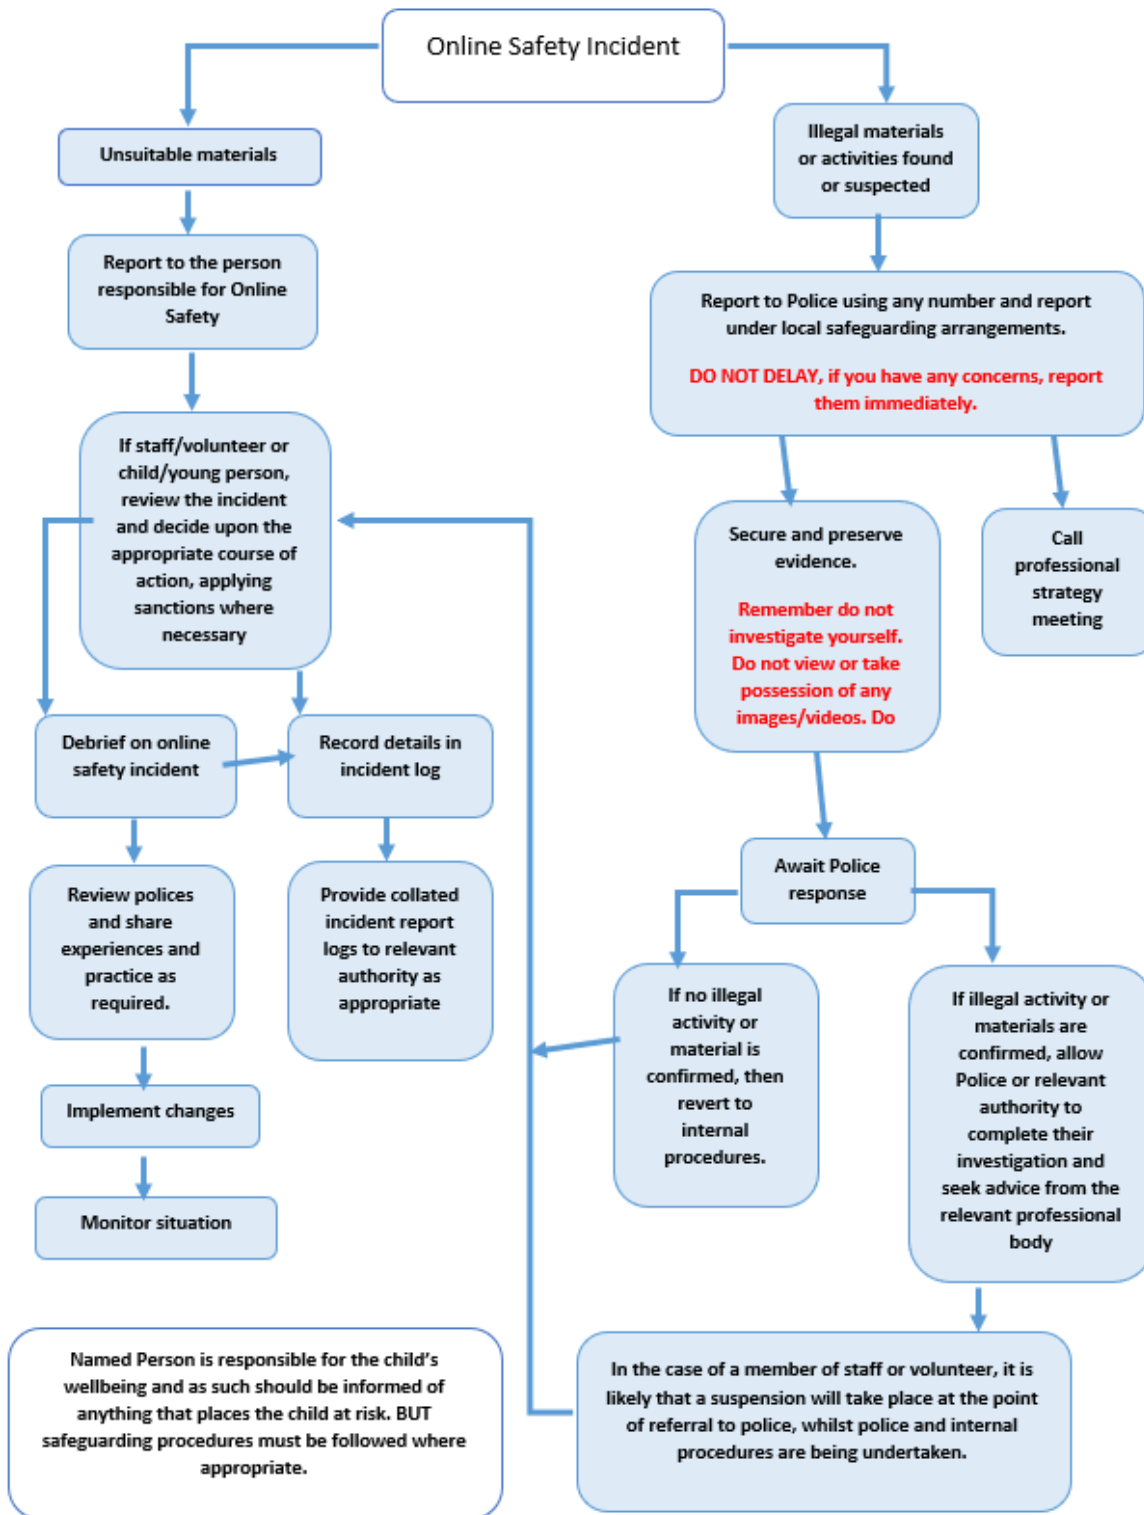 Online Safety Incident
Unsuitable materials
Illegal materials
or activities found
or suspected
Report to the person
responsible for Online
Safety
Report to Police using any number and report
under local safeguarding arrangements.
DO NOT DELAY, if you have any concerns, report
them immediately.
If staff/volunteer or
child/young person,
review the incident
and decide upon the
appropriate course of
action, applying
sanctions where
necessary
Secure and preserve
evidence.
Remember do not
investigate yourself.
Do not view or take
possession of any
images/videos. Do
Call
professional
strategy
meeting
Debrief on online
safety incident
Record details in
incident log
Await Police
response
Review polices
and share
experiences and
practice as
required.
Provide collated
incident report
logs to relevant
authority as
appropriate
If no illegal
activity or
material is
confirmed, then
revert to
internal
procedures.
If illegal activity or
materials are
confirmed, allow
Police or relevant
authority to
complete their
investigation and
seek advice from the
relevant professional
body
Implement changes
Monitor situation
Named Person is responsible for the child’s
wellbeing and as such should be informed of
anything that places the child at risk. BUT
safeguarding procedures must be followed where
appropriate.
In the case of a member of staff or volunteer, it is
likely that a suspension will take place at the point
of referral to police, whilst police and internal
procedures are being undertaken.